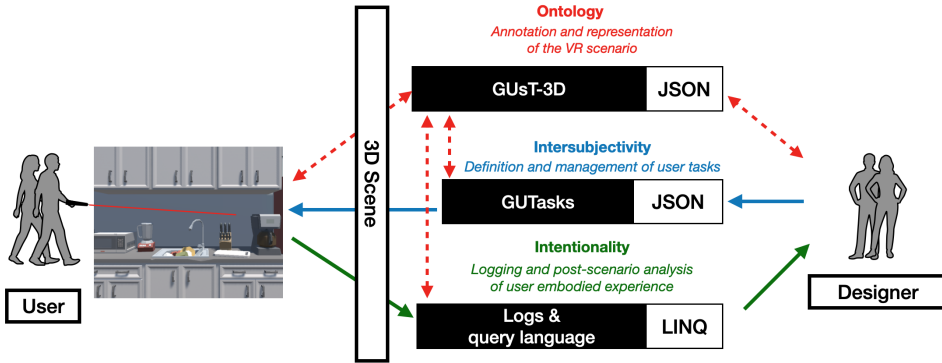 Ontology
Annotation and representation
of the VR scenario
GUsT-3D JSON
3D Scene
Intersubjectivity
Definition and management of user tasks
GUTasks JSON
Intentionality
Logging and post-scenario analysis
of user embodied experience
Logs &
query language LINQ
User
Designer